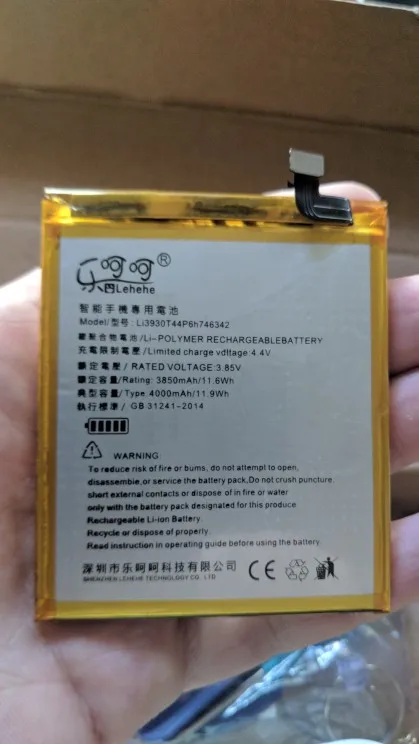 乐呵呵®
Lehehe
智能手機專用電池
Model/型号: Li3930T44P6h746342
鋰聚合物電池/Li-POLYMER RECHARGEABLEBATTERY
充電限制電壓/Limited charge vdltage: 4.4V
額定電壓/ RATED VOLTAGE: 3.85V
額定容量/Rating: 3850mAh/11.6Wh
典型容量/Type: 4000mAh/11.9Wh
執行標準/ GB 31241-2014
WARNING:
To reduce risk of fire or burns, do not attempt to open,
disassemble,or service the battery pack,Do not crush puncture.
short external contacts or dispose of in fire or water
only with the battery pack designated for this produce
Rechargeable Li-ion Battery.
Recycle or dispose of properly.
Read instruction in operating guide before use
深圳市乐呵呵科技有限公司
SHENZHEN LEHEHE TECHNOLOGY CO.LTD
CE